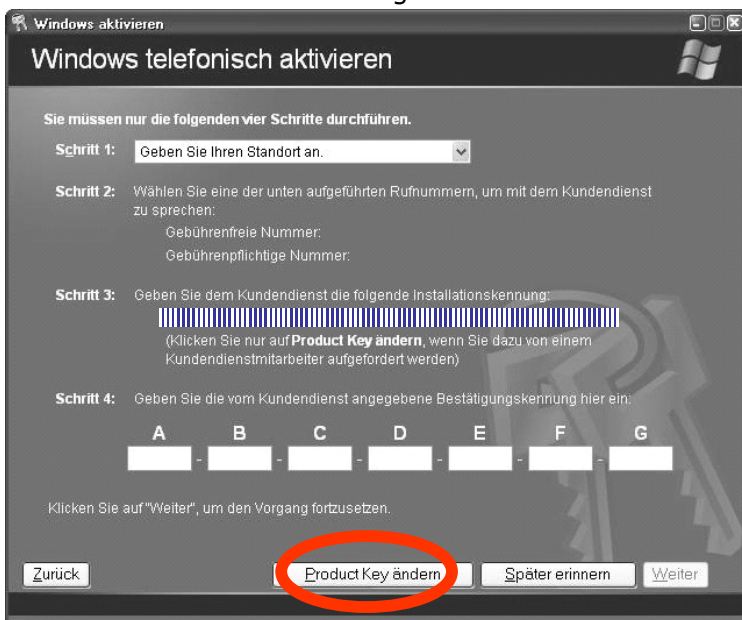 Windows aktivieren
Windows telefonisch aktivieren
Sie müssen nur die folgenden vier Schritte durchführen.
Schritt 1: Geben Sie Ihren Standort an.
Schritt 2: Wählen Sie eine der unten aufgeführten Rufnummern, um mit dem Kundendienst
zu sprechen:
Gebührenfreie Nummer:
Gebührenpflichtige Nummer:
Schritt 3: Geben Sie dem Kundendienst die folgende Installationskennung:
(Klicken Sie nur auf Product Key ändern, wenn Sie dazu von einem
Kundendienstmitarbeiter aufgefordert werden)
Schritt 4: Geben Sie die vom Kundendienst angegebene Bestätigungskennung hier ein:
A B C D E F G
- - - - - -
Klicken Sie auf "Weiter", um den Vorgang fortzusetzen.
Zurück Product Key ändern Später erinnern Weiter